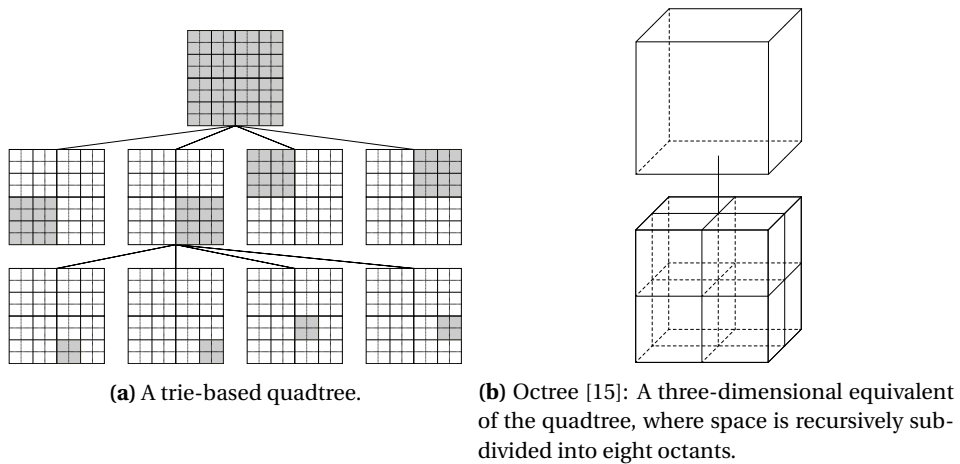 (a) A trie-based quadtree.
(b) Octree [15]: A three-dimensional equivalent
of the quadtree, where space is recursively sub-
divided into eight octants.